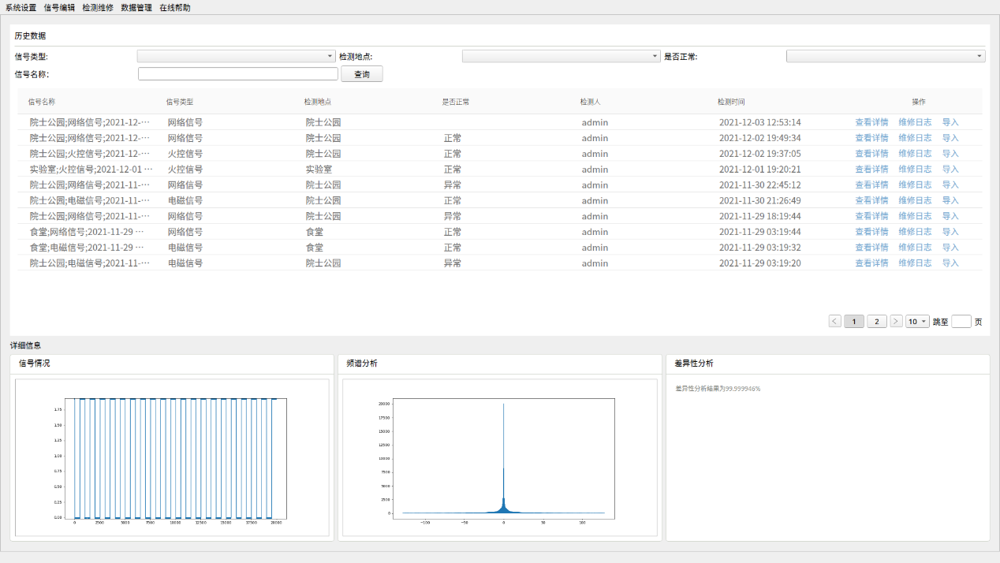 系统设置 信号编辑 检测维修 数据管理 在线帮助
历史数据
信号类型: 检测地点: 是否正常:
信号名称: 查询
信号名称 信号类型 检测地点 是否正常 检测人 检测时间 操作
院士公园;网络信号;2021-12-··· 网络信号 院士公园 admin 2021-12-03 12:53:14 查看详情 维修日志 导入
院士公园;网络信号;2021-12-··· 网络信号 院士公园 正常 admin 2021-12-02 19:49:34 查看详情 维修日志 导入
院士公园;火控信号;2021-12-··· 火控信号 院士公园 正常 admin 2021-12-02 19:37:05 查看详情 维修日志 导入
实验室;火控信号;2021-12-01 ··· 火控信号 实验室 正常 admin 2021-12-01 19:20:21 查看详情 维修日志 导入
院士公园;网络信号;2021-11-··· 网络信号 院士公园 异常 admin 2021-11-30 22:45:12 查看详情 维修日志 导入
院士公园;电磁信号;2021-11-··· 电磁信号 院士公园 正常 admin 2021-11-30 21:26:49 查看详情 维修日志 导入
院士公园;网络信号;2021-11-··· 网络信号 院士公园 异常 admin 2021-11-29 18:19:44 查看详情 维修日志 导入
食堂;网络信号;2021-11-29 ··· 网络信号 食堂 正常 admin 2021-11-29 03:19:44 查看详情 维修日志 导入
食堂;电磁信号;2021-11-29 ··· 电磁信号 食堂 正常 admin 2021-11-29 03:19:32 查看详情 维修日志 导入
院士公园;电磁信号;2021-11-··· 电磁信号 院士公园 异常 admin 2021-11-29 03:19:20 查看详情 维修日志 导入
< 1 2 > 10 跳至 页
详细信息
信号情况
1.75
1.50
1.25
1.00
0.75
0.50
0.25
0.00
0 2500 5000 7500 10000 12500 15000 17500 20000
频谱分析
20000
17500
15000
12500
10000
7500
5000
2500
0
−100 −50 0 50 100
差异性分析
差异性分析结果为99.999946%